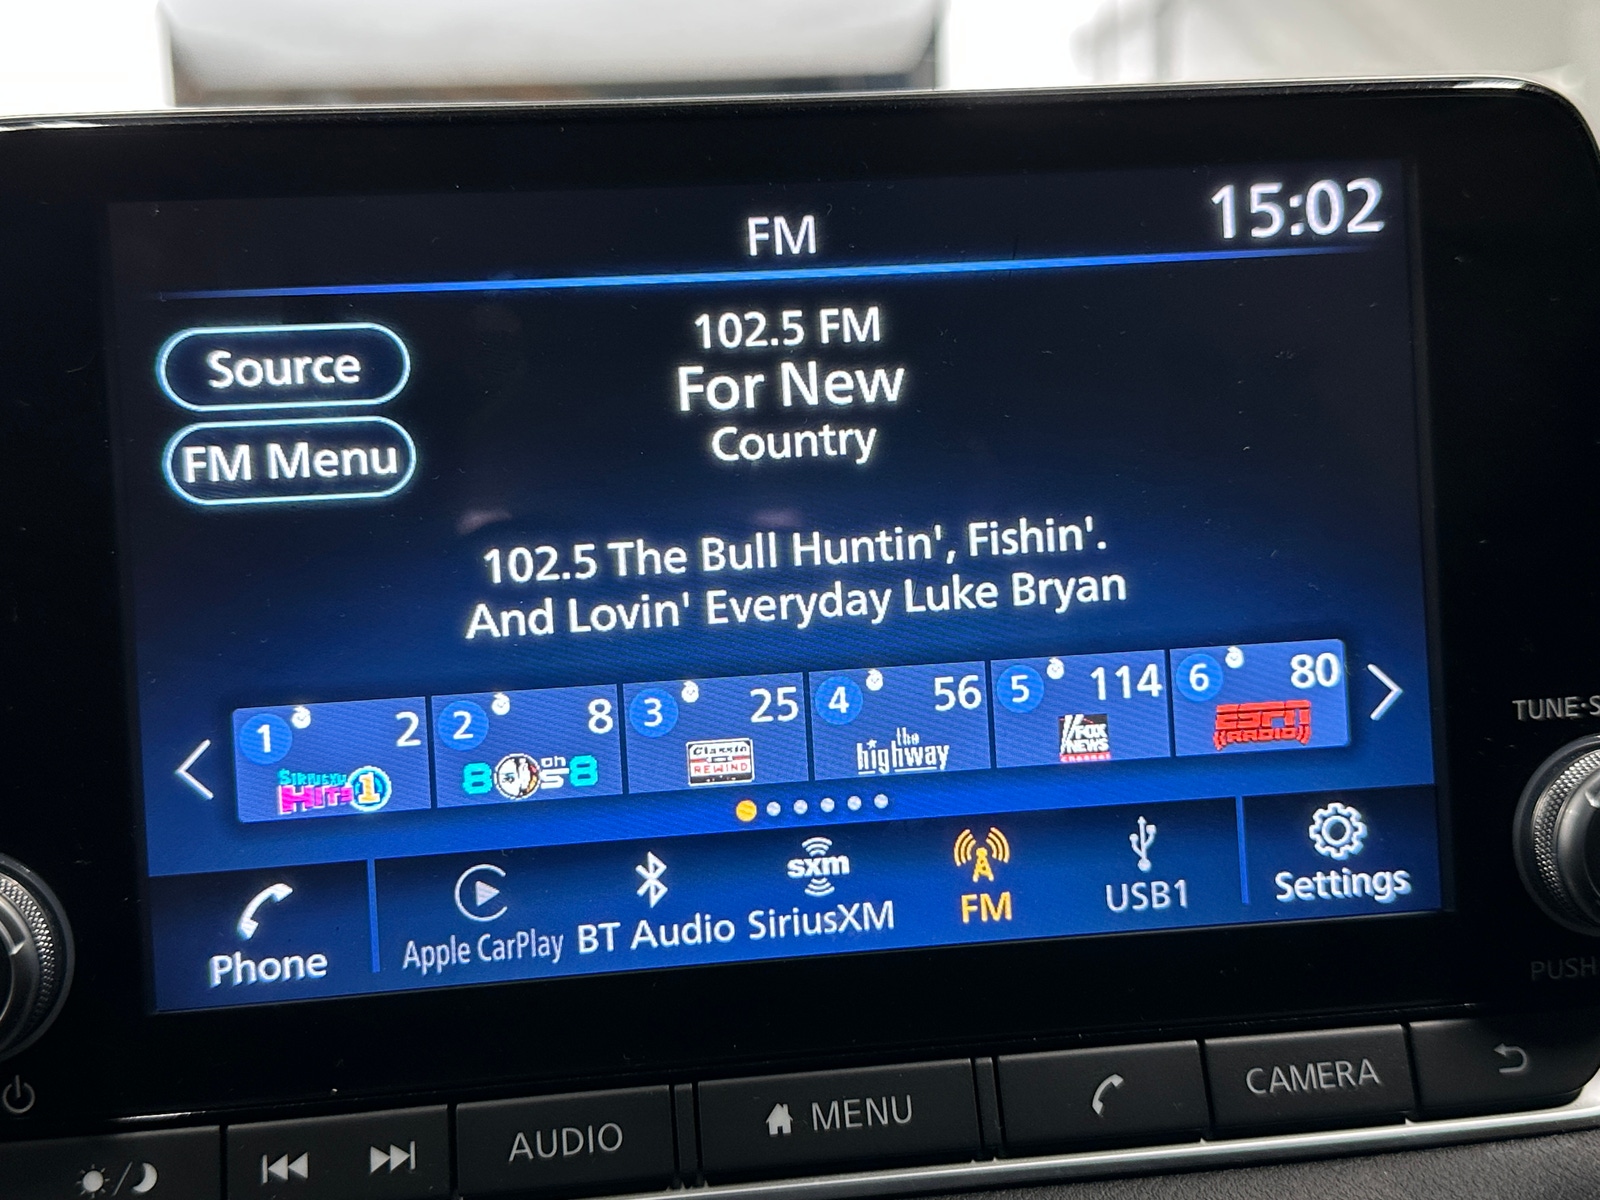 15:02
FM
102.5 FM
For New
Country
Source
FM Menu
102.5 The Bull Huntin', Fishin'.
And Lovin' Everyday Luke Bryan
1 2
SiriusXM
Hits 1
2 8
80s on 8
3 25
Classic
REWIND
4 56
the
highway
5 114
FOX
NEWS
channel
6 80
ESPN
RADIO
Phone
Apple CarPlay
BT Audio
sxm
SiriusXM
FM
USB1
Settings
TUNE·S
PUSH
AUDIO
MENU
CAMERA